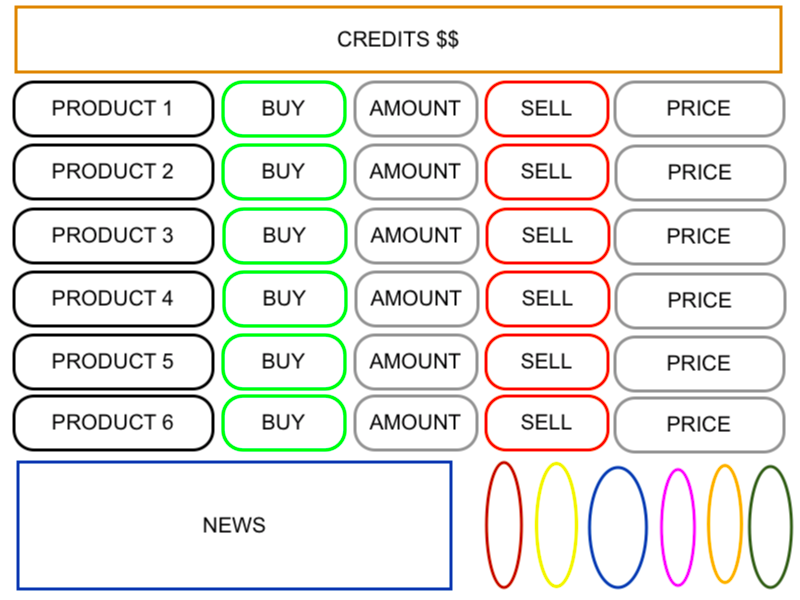 CREDITS $$
PRODUCT 1 BUY AMOUNT SELL PRICE
PRODUCT 2 BUY AMOUNT SELL PRICE
PRODUCT 3 BUY AMOUNT SELL PRICE
PRODUCT 4 BUY AMOUNT SELL PRICE
PRODUCT 5 BUY AMOUNT SELL PRICE
PRODUCT 6 BUY AMOUNT SELL PRICE
NEWS